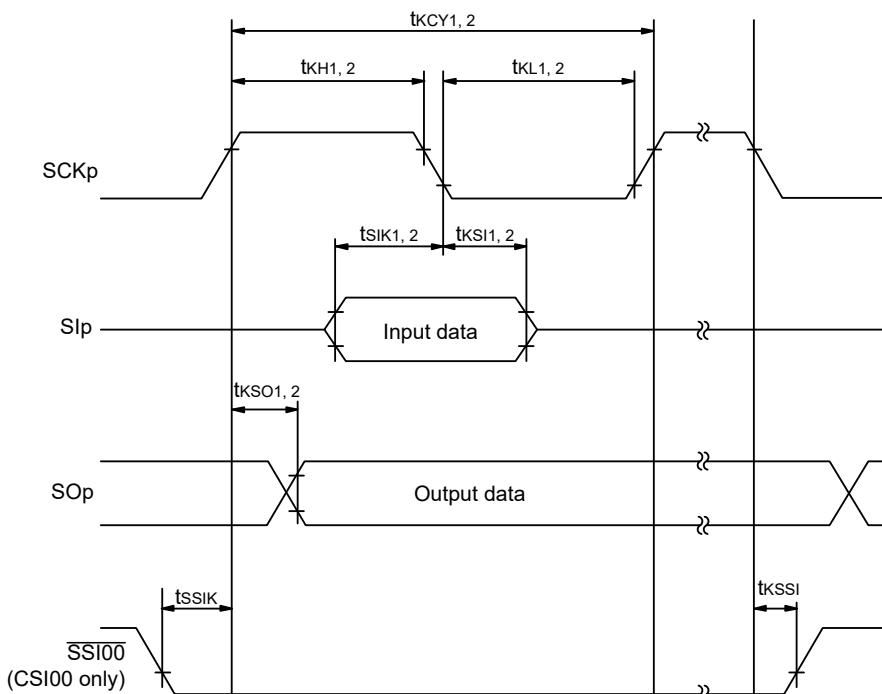 tKCY1, 2
tKH1, 2
tKL1, 2
SCKp
tSIK1, 2
tKSI1, 2
SIp
Input data
tKSO1, 2
SOp
Output data
tSSIK
tKSSI
SSI00
(CSI00 only)